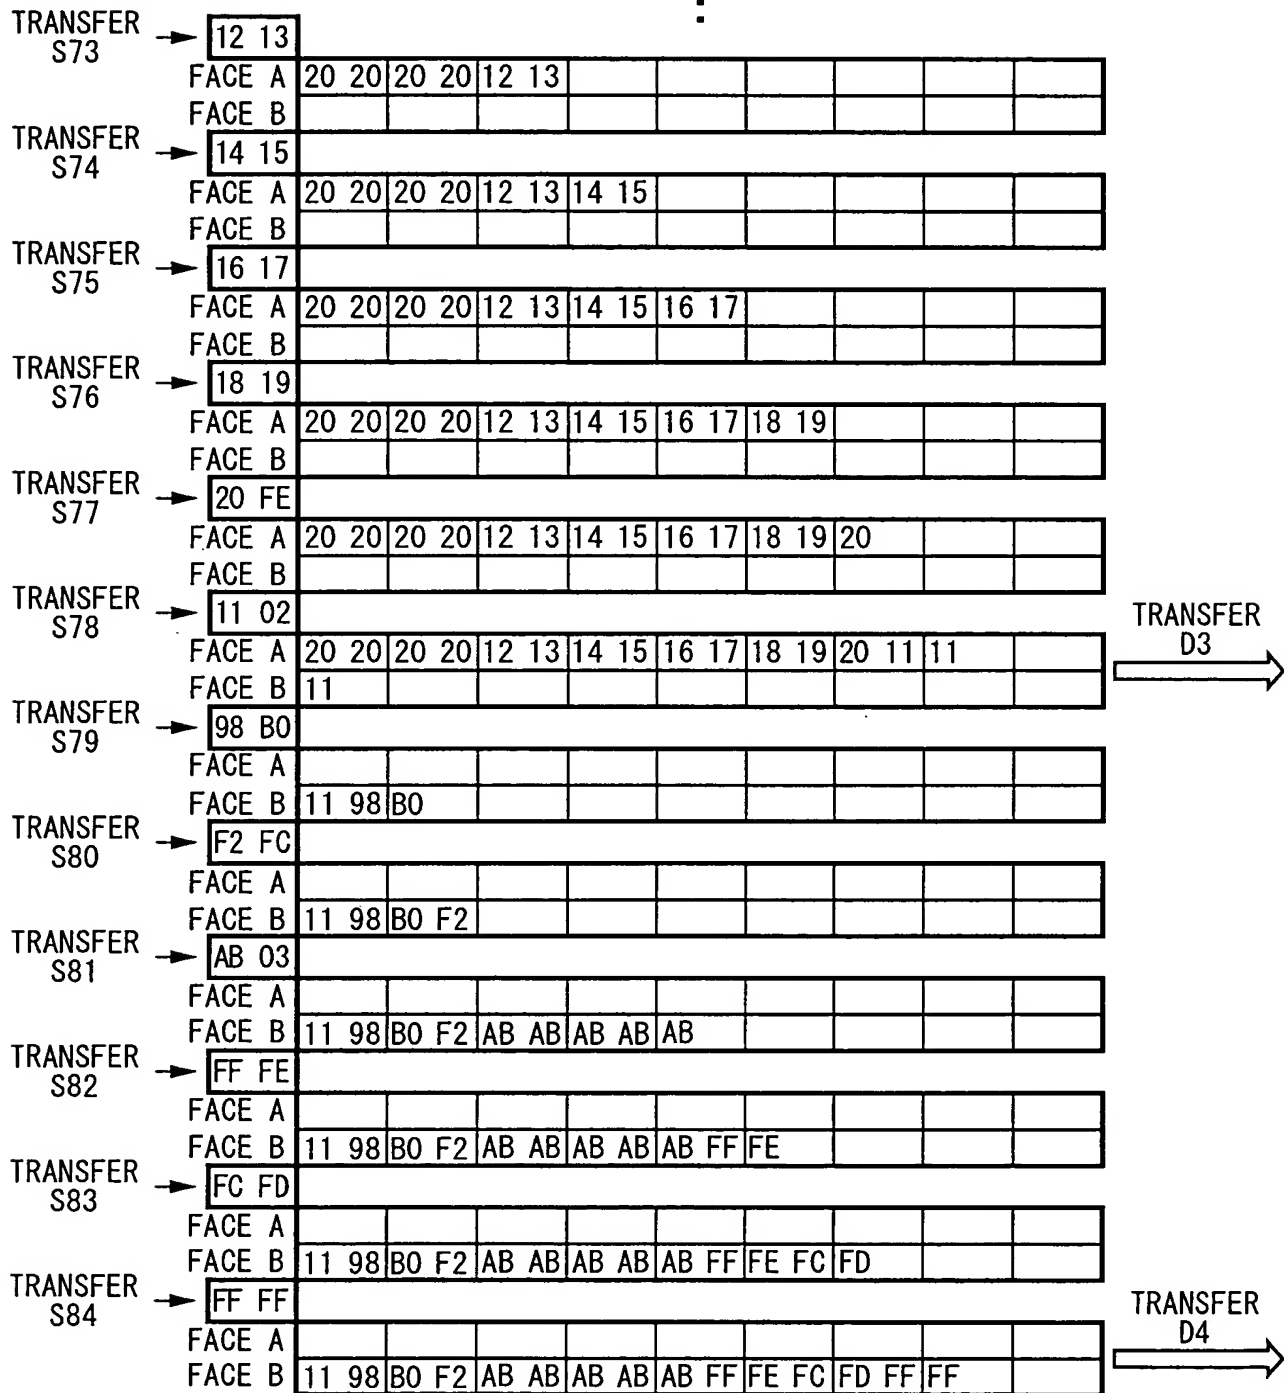 TRANSFER S73 12 13
FACE A 20 20 20 20 12 13
FACE B
TRANSFER S74 14 15
FACE A 20 20 20 20 12 13 14 15
FACE B
TRANSFER S75 16 17
FACE A 20 20 20 20 12 13 14 15 16 17
FACE B
TRANSFER S76 18 19
FACE A 20 20 20 20 12 13 14 15 16 17 18 19
FACE B
TRANSFER S77 20 FE
FACE A 20 20 20 20 12 13 14 15 16 17 18 19 20
FACE B
TRANSFER S78 11 02
FACE A 20 20 20 20 12 13 14 15 16 17 18 19 20 11 11
TRANSFER D3
FACE B 11
TRANSFER S79 98 B0
FACE A
FACE B 11 98 B0
TRANSFER S80 F2 FC
FACE A
FACE B 11 98 B0 F2
TRANSFER S81 AB 03
FACE A
FACE B 11 98 B0 F2 AB AB AB AB AB
TRANSFER S82 FF FE
FACE A
FACE B 11 98 B0 F2 AB AB AB AB AB FF FE
TRANSFER S83 FC FD
FACE A
FACE B 11 98 B0 F2 AB AB AB AB AB FF FE FC FD
TRANSFER S84 FF FF
FACE A
TRANSFER D4
FACE B 11 98 B0 F2 AB AB AB AB AB FF FE FC FD FF FF